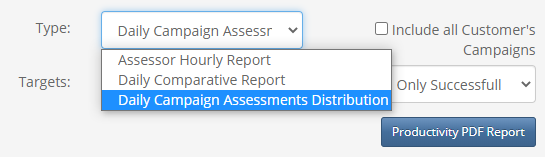 Type:
Daily Campaign Assessr
Include all Customer's
Campaigns
Assessor Hourly Report
Daily Comparative Report
Daily Campaign Assessments Distribution
Targets:
Only Successfull
Productivity PDF Report